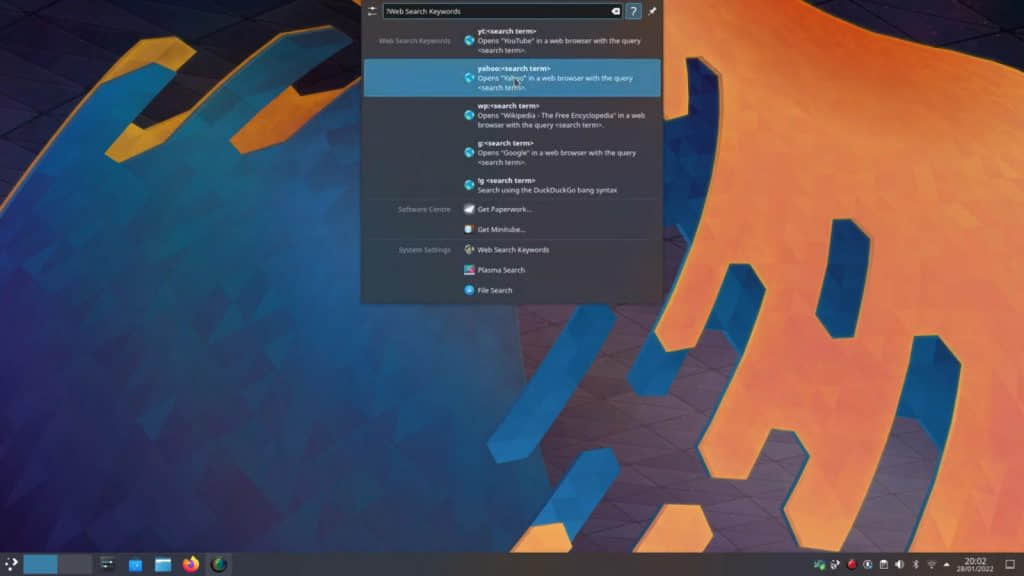 ?Web Search Keywords
?
Web Search Keywords
yt:<search term>
Opens "YouTube" in a web browser with the query
<search term>.
yahoo:<search term>
Opens "Yahoo" in a web browser with the query
<search term>.
wp:<search term>
Opens "Wikipedia - The Free Encyclopedia" in a web
browser with the query <search term>.
g:<search term>
Opens "Google" in a web browser with the query
<search term>.
!g <search term>
Search using the DuckDuckGo bang syntax
Software Centre
Get Paperwork...
Get Minitube...
System Settings
Web Search Keywords
Plasma Search
File Search
20:02
28/01/2022